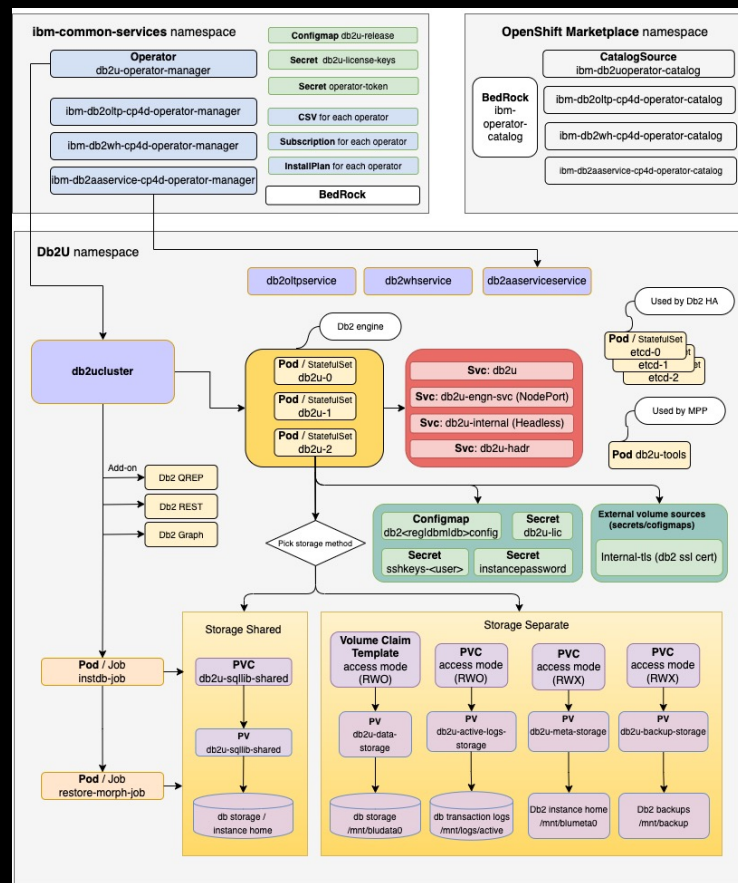 ibm-common-services namespace
Operator
db2u-operator-manager
ibm-db2oltp-cp4d-operator-manager
ibm-db2wh-cp4d-operator-manager
ibm-db2aaservice-cp4d-operator-manager
Configmap db2u-release
Secret db2u-license-keys
Secret operator-token
CSV for each operator
Subscription for each operator
InstallPlan for each operator
BedRock
OpenShift Marketplace namespace
CatalogSource
ibm-db2uoperator-catalog
BedRock
ibm-
operator-
catalog
ibm-db2oltp-cp4d-operator-catalog
ibm-db2wh-cp4d-operator-catalog
ibm-db2aaservice-cp4d-operator-catalog
Db2U namespace
db2oltpservice
db2whservice
db2aaserviceservice
db2ucluster
Db2 engine
Pod / StatefulSet
db2u-0
Pod / StatefulSet
db2u-1
Pod / StatefulSet
db2u-2
Svc: db2u
Svc: db2u-engn-svc (NodePort)
Svc: db2u-internal (Headless)
Svc: db2u-hadr
Used by Db2 HA
Pod / StatefulSet
etcd-0
etcd-1
etcd-2
Used by MPP
Pod db2u-tools
Add-on
Db2 QREP
Db2 REST
Db2 Graph
Pick storage method
Configmap
db2<regldbmldb>config
Secret
db2u-lic
Secret
sshkeys-<user>
Secret
instancepassword
External volume sources
(secrets/cofigmaps)
Internal-tls (db2 ssl cert)
Pod / Job
instdb-job
Pod / Job
restore-morph-job
Storage Shared
PVC
db2u-sqllib-shared
PV
db2u-sqllib-shared
db storage /
instance home
Storage Separate
Volume Claim
Template
access mode
(RWO)
PVC
access mode
(RWO)
PVC
access mode
(RWX)
PVC
access mode
(RWX)
PV
db2u-data-
storage
PV
db2u-active-logs-
storage
PV
db2u-meta-storage
PV
db2u-backup-storage
db storage
/mnt/bludata0
db transaction logs
/mnt/logs/active
Db2 instance home
/mnt/blumeta0
Db2 backups
/mnt/backup